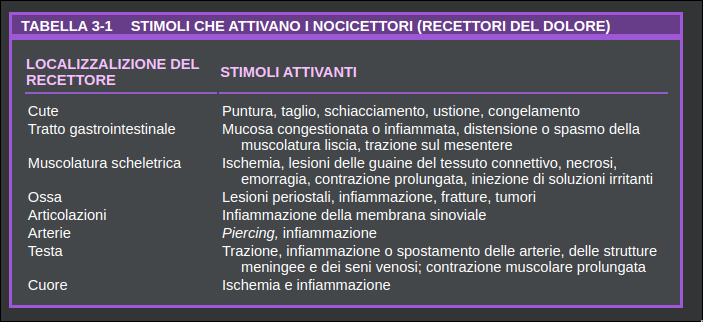 TABELLA 3-1 STIMOLI CHE ATTIVANO I NOCICETTORI (RECETTORI DEL DOLORE)
LOCALIZZALIZIONE DEL
RECETTORE
STIMOLI ATTIVANTI
Cute Puntura, taglio, schiacciamento, ustione, congelamento
Tratto gastrointestinale Mucosa congestionata o infiammata, distensione o spasmo della
muscolatura liscia, trazione sul mesentere
Muscolatura scheletrica Ischemia, lesioni delle guaine del tessuto connettivo, necrosi,
emorragia, contrazione prolungata, iniezione di soluzioni irritanti
Ossa Lesioni periostali, infiammazione, fratture, tumori
Articolazioni Infiammazione della membrana sinoviale
Arterie Piercing, infiammazione
Testa Trazione, infiammazione o spostamento delle arterie, delle strutture
meningee e dei seni venosi; contrazione muscolare prolungata
Cuore Ischemia e infiammazione